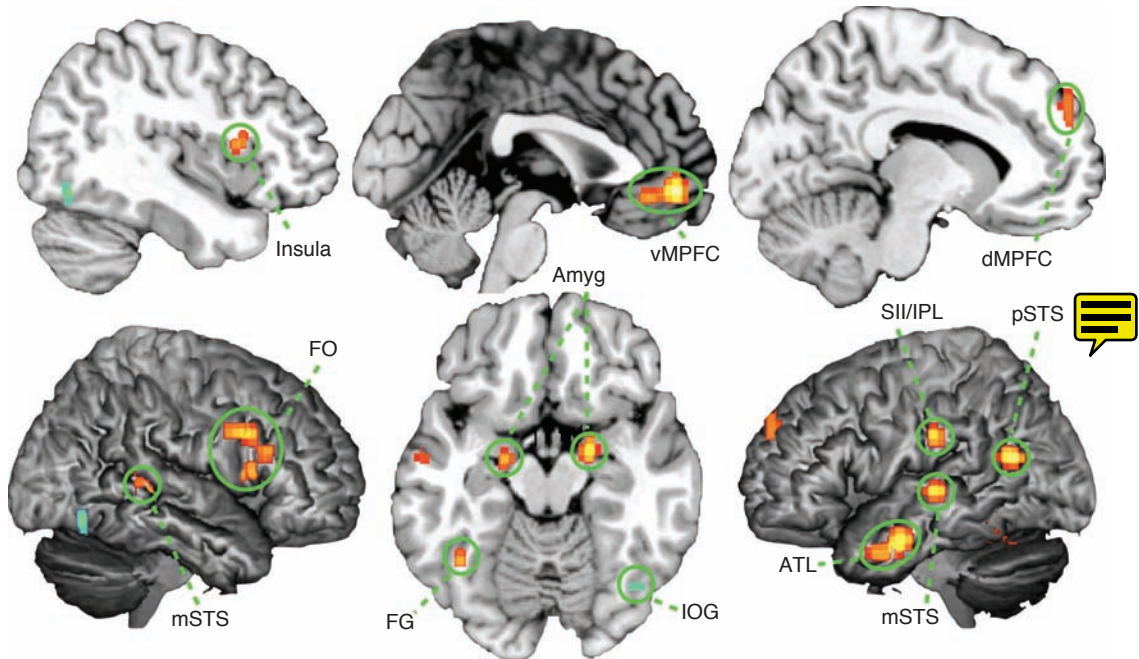 Insula
vMPFC
dMPFC
Amyg
SII/IPL
pSTS
FO
ATL
mSTS
FG
IOG
mSTS